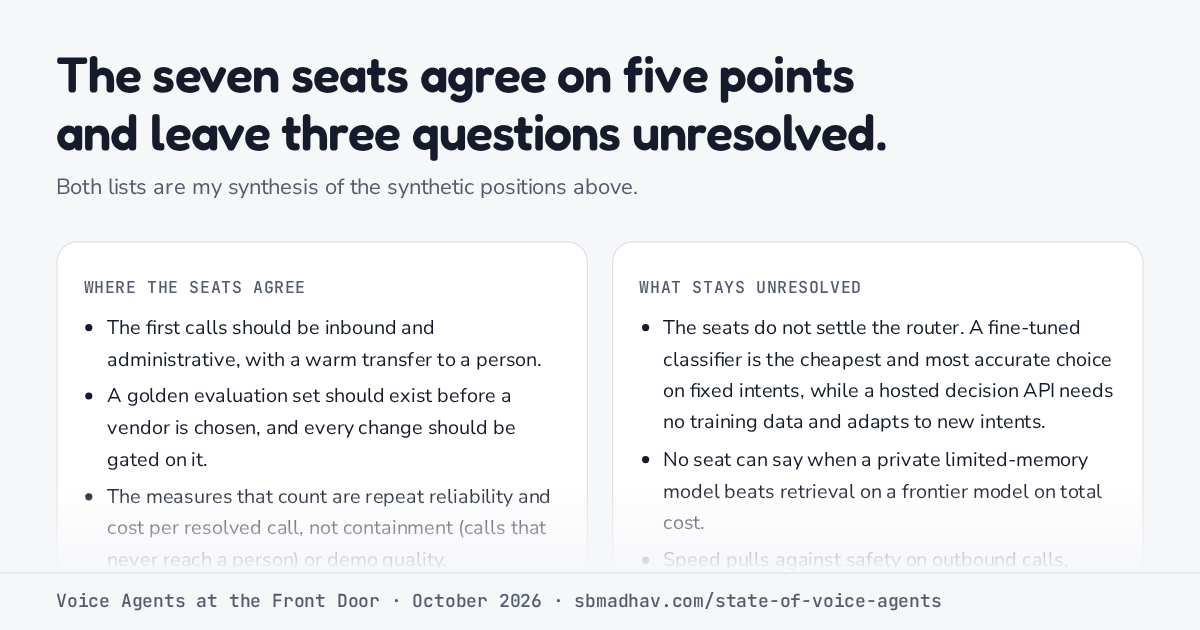 The seven seats agree on five points
and leave three questions unresolved.
Both lists are my synthesis of the synthetic positions above.
WHERE THE SEATS AGREE
• The first calls should be inbound and
administrative, with a warm transfer to a person.
• A golden evaluation set should exist before a
vendor is chosen, and every change should be
gated on it.
• The measures that count are repeat reliability and
cost per resolved call, not containment (calls that
never reach a person) or demo quality.
WHAT STAYS UNRESOLVED
• The seats do not settle the router. A fine-tuned
classifier is the cheapest and most accurate choice
on fixed intents, while a hosted decision API needs
no training data and adapts to new intents.
• No seat can say when a private limited-memory
model beats retrieval on a frontier model on total
cost.
• Speed pulls against safety on outbound calls,
Voice Agents at the Front Door · October 2026 · sbmadhav.com/state-of-voice-agents